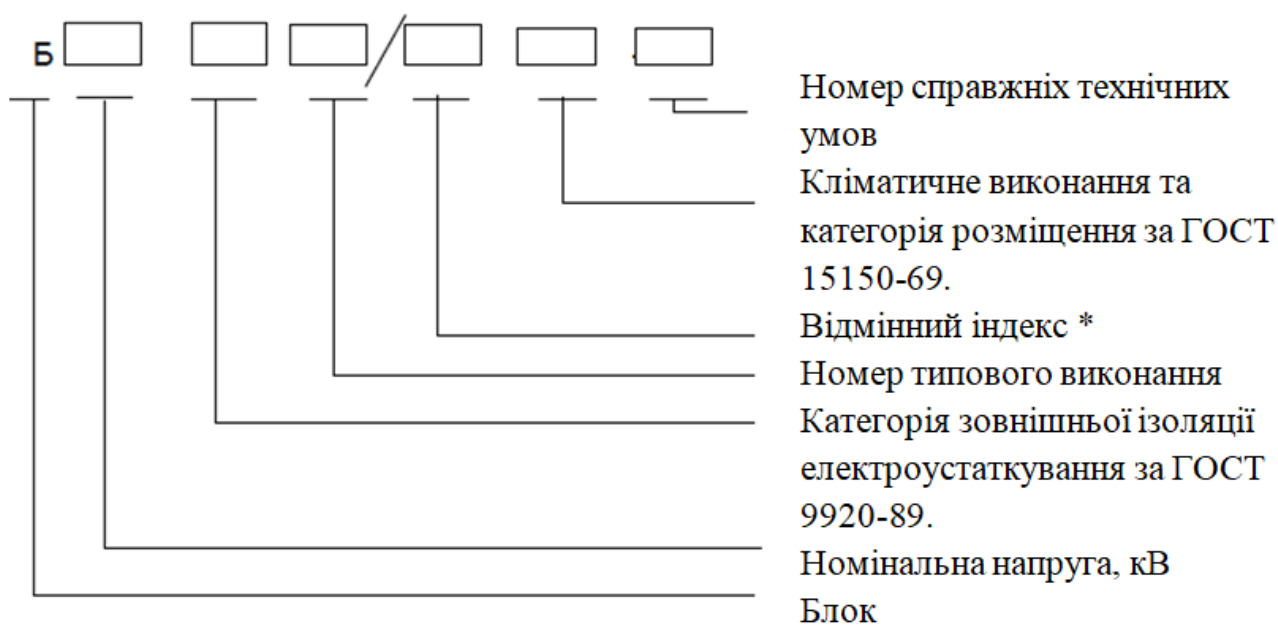 Б
Номер справжніх технічних
умов
Кліматичне виконання та
категорія розміщення за ГОСТ
15150-69.
Відмінний індекс *
Номер типового виконання
Категорія зовнішньої ізоляції
електроустаткування за ГОСТ
9920-89.
Номінальна напруга, кВ
Блок